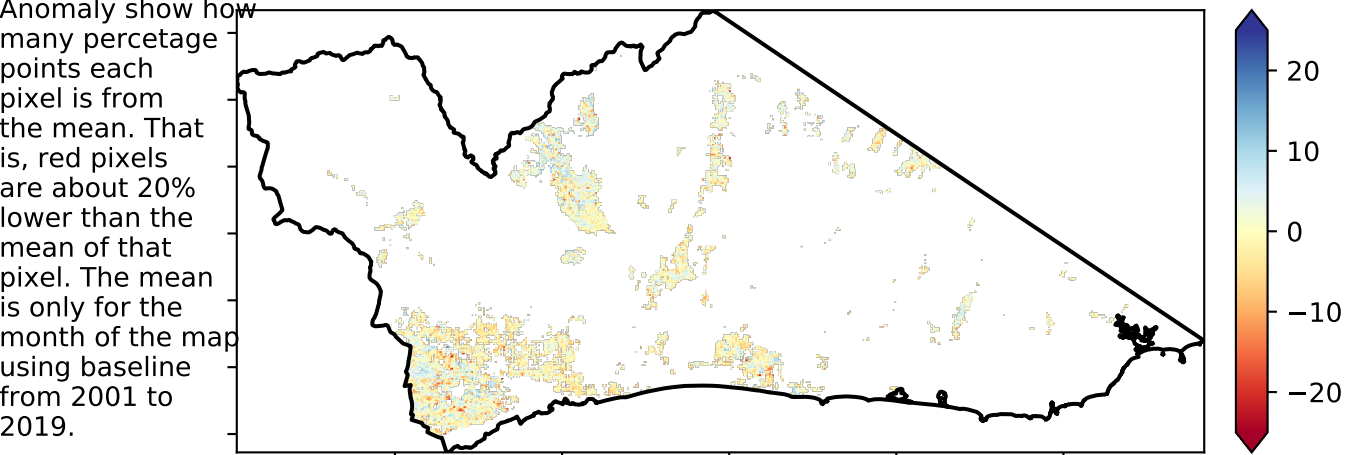 Anomaly show how
many percetage
points each
pixel is from
the mean. That
is, red pixels
are about 20%
lower than the
mean of that
pixel. The mean
is only for the
month of the map
using baseline
from 2001 to
2019.
20
10
0
−10
−20